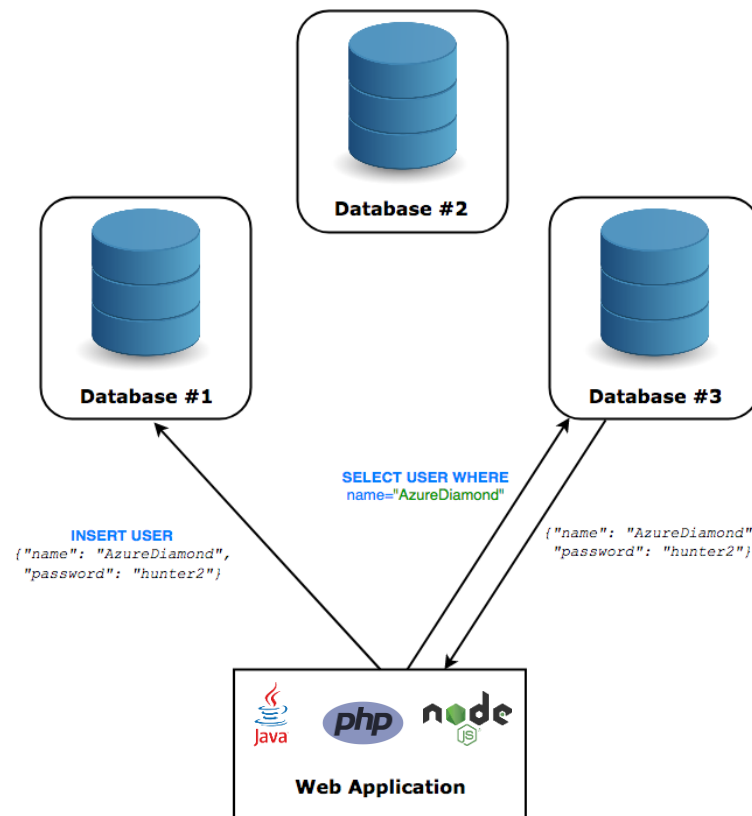 Database #2
Database #1
Database #3
SELECT USER WHERE
name="AzureDiamond"
INSERT USER
{"name": "AzureDiamond",
"password": "hunter2"}
{"name": "AzureDiamond"
"password": "hunter2"}
Java
php
node
JS
Web Application